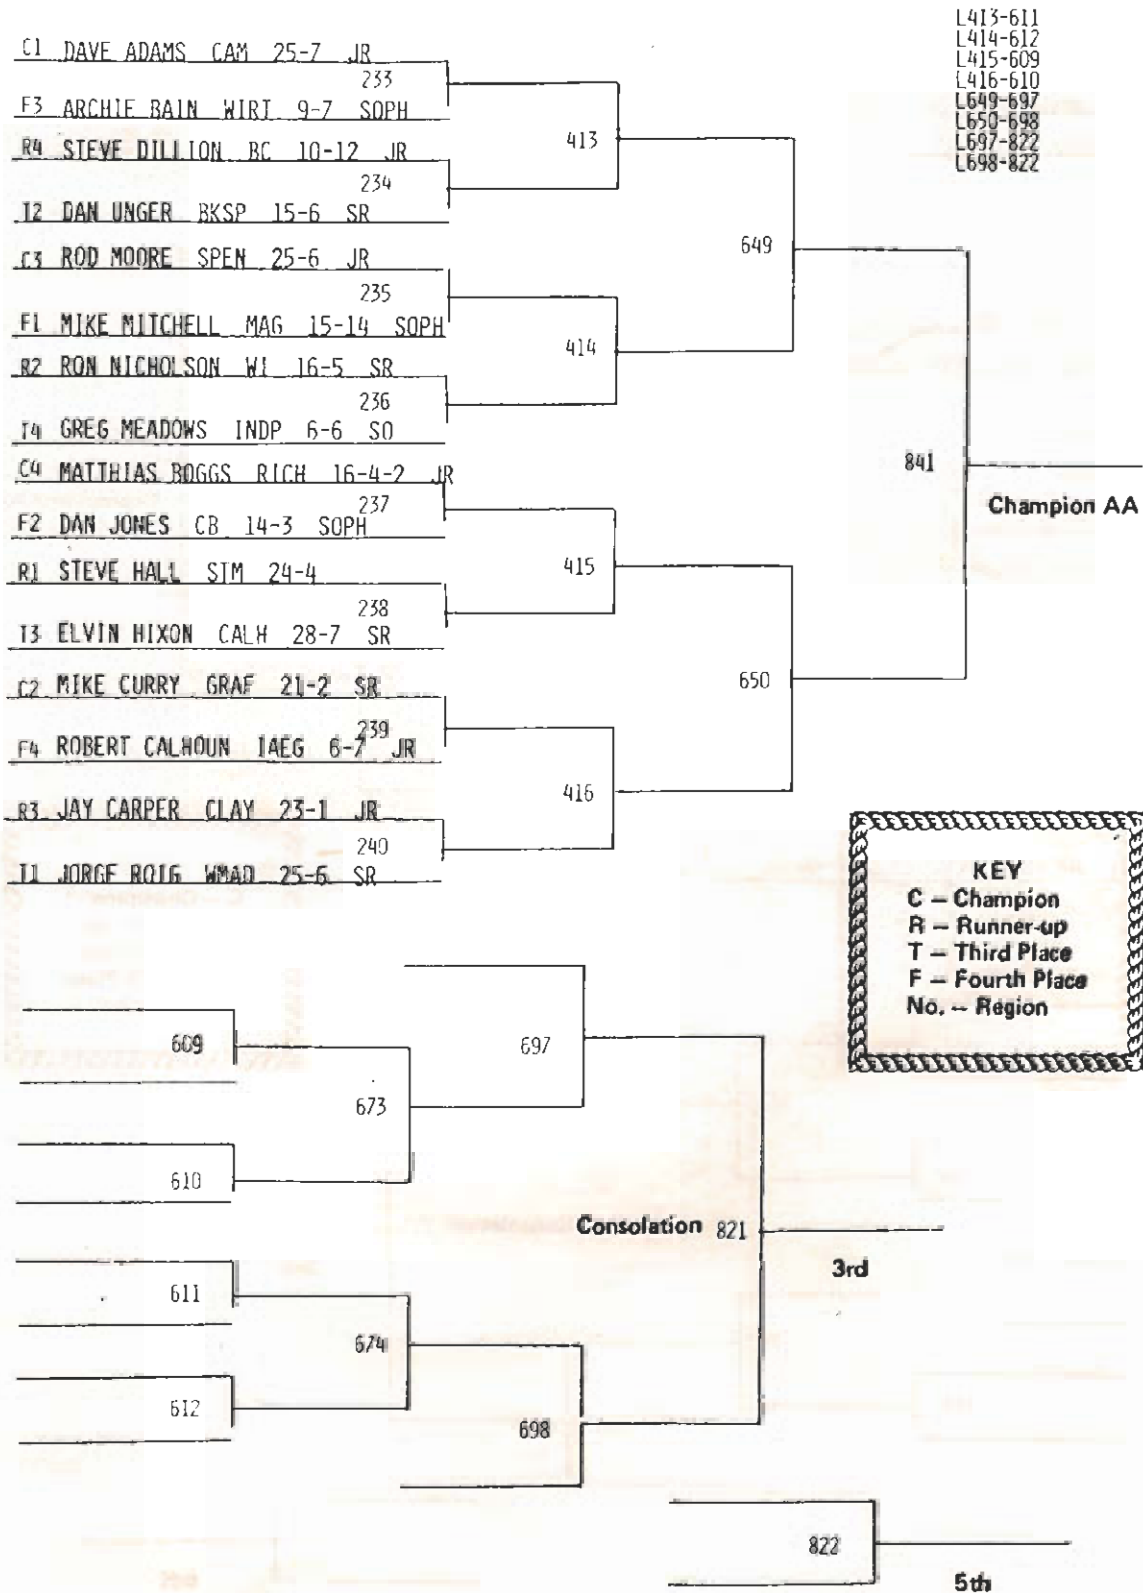 L413-611
L414-612
L415-609
L416-610
L649-697
L650-698
L697-822
L698-822
C1 DAVE ADAMS CAM 25-7 JR
233
F3 ARCHIE BAIN WIRT 9-7 SOPH
413
R4 STEVE DILLION BC 10-12 JR
234
T2 DAN UNGER BKSP 15-6 SR
649
C3 ROD MOORE SPEN 25-6 JR
235
F1 MIKE MITCHELL MAG 15-14 SOPH
414
R2 RON NICHOLSON WI 16-5 SR
236
T4 GREG MEADOWS INDP 6-6 SO
841
C4 MATTHIAS BOGGS RICH 16-4-2 JR
237
Champion AA
F2 DAN JONES CB 14-3 SOPH
415
R1 STEVE HALL SIM 24-4
238
T3 ELVIN HIXON CALH 28-7 SR
650
C2 MIKE CURRY GRAF 21-2 SR
239
F4 ROBERT CALHOUN IAEG 6-7 JR
416
R3 JAY CARPER CLAY 23-1 JR
240
T1 JORGE ROIG WMAD 25-6 SR
KEY
C – Champion
R – Runner-up
T – Third Place
F – Fourth Place
No. – Region
609
697
673
610
Consolation 821
3rd
611
674
612
698
822
5th